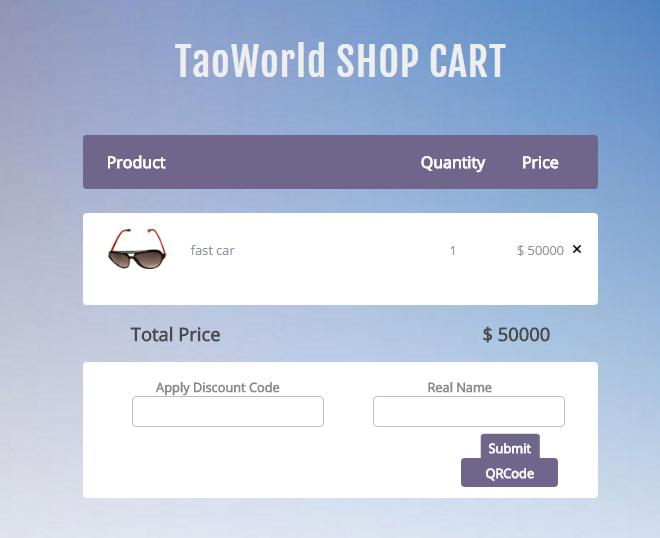 TaoWorld SHOP CART
Product Quantity Price
fast car 1 $ 50000 ×
Total Price $ 50000
Apply Discount Code Real Name
Submit
QRCode